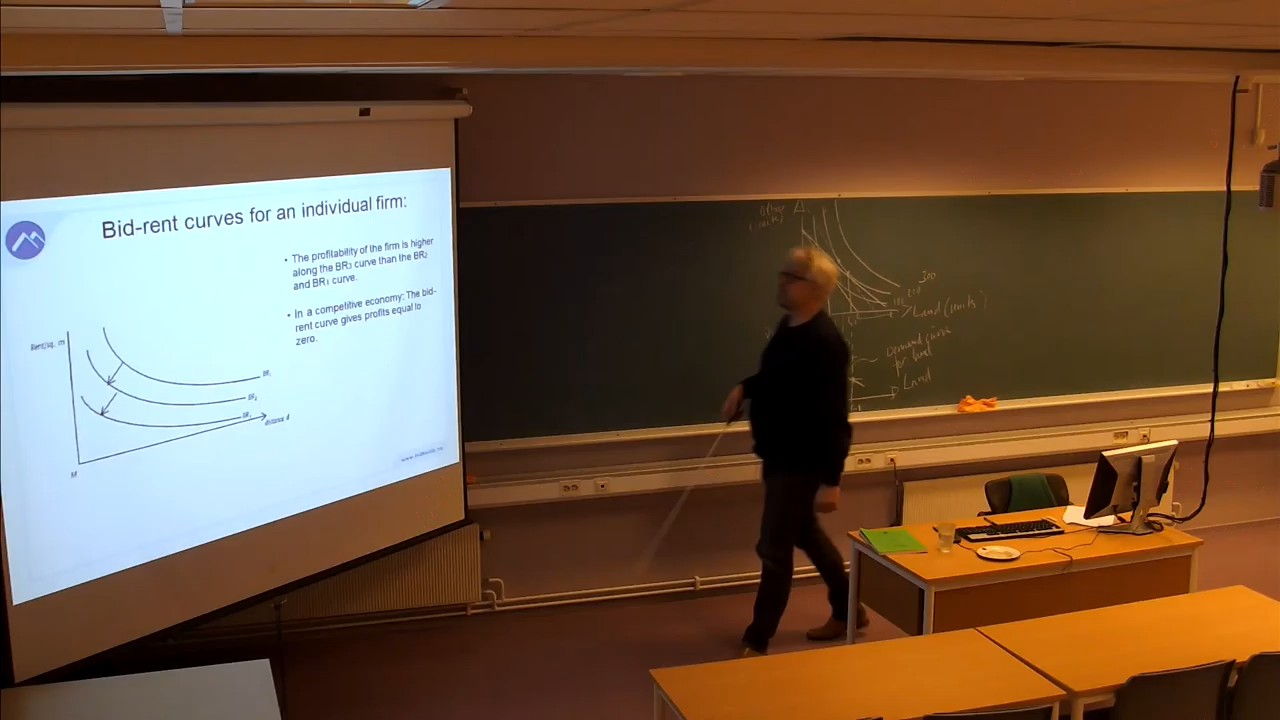 Bid-rent curves for an individual firm:
• The profitability of the firm is higher
along the BR₃ curve than the BR₂
and BR₁ curve.
• In a competitive economy: The bid-
rent curve gives profits equal to
zero.
Rent/sq. m
BR₁
BR₂
BR₃
distance d
M
Other
300
Land (units)
Demand curve
for land
Land